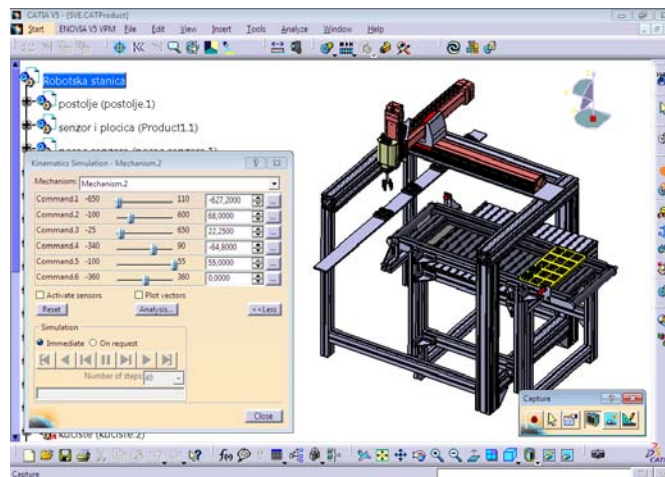 CATIA V5 - [SVE.CATProduct]
Start ENOVIA V5 VPM File Edit View Insert Tools Analyze Window Help
Robotska stanica
postolje (postolje.1)
senzor i plocica (Product1.1)
Kinematics Simulation - Mechanism.2
Mechanism: Mechanism.2
Command.1 -650 110 -627,2000
Command.2 -100 600 68,0000
Command.3 -25 650 22,2500
Command.4 -340 90 -64,8000
Command.5 -100 55 55,0000
Command.6 -360 360 0,0000
Activate sensors Plot vectors
Reset Analysis... <<Less
Simulation
Immediate On request
Number of steps: 40
Close
Capture
kuciste (kuciste.2)
Capture